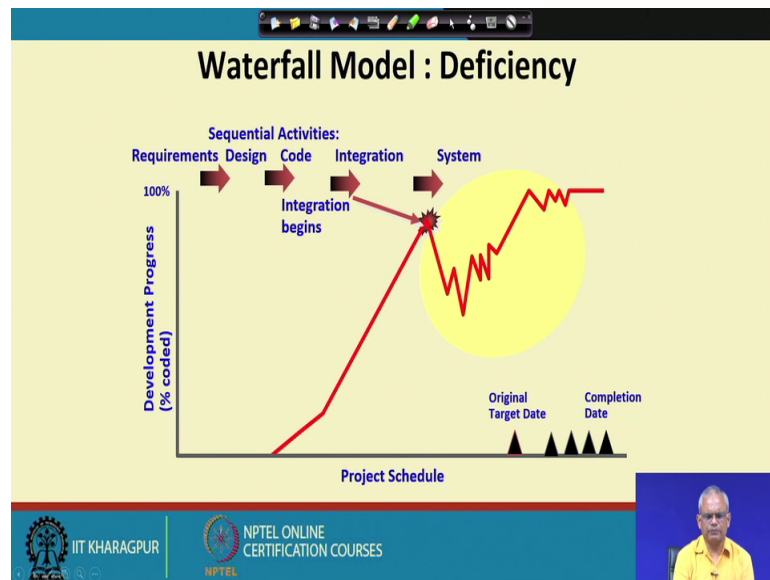 Waterfall Model : Deficiency
Sequential Activities:
Requirements Design Code Integration System
100%
Integration
begins
Development Progress
(% coded)
Original
Target Date
Completion
Date
Project Schedule
IIT KHARAGPUR
NPTEL
NPTEL ONLINE
CERTIFICATION COURSES